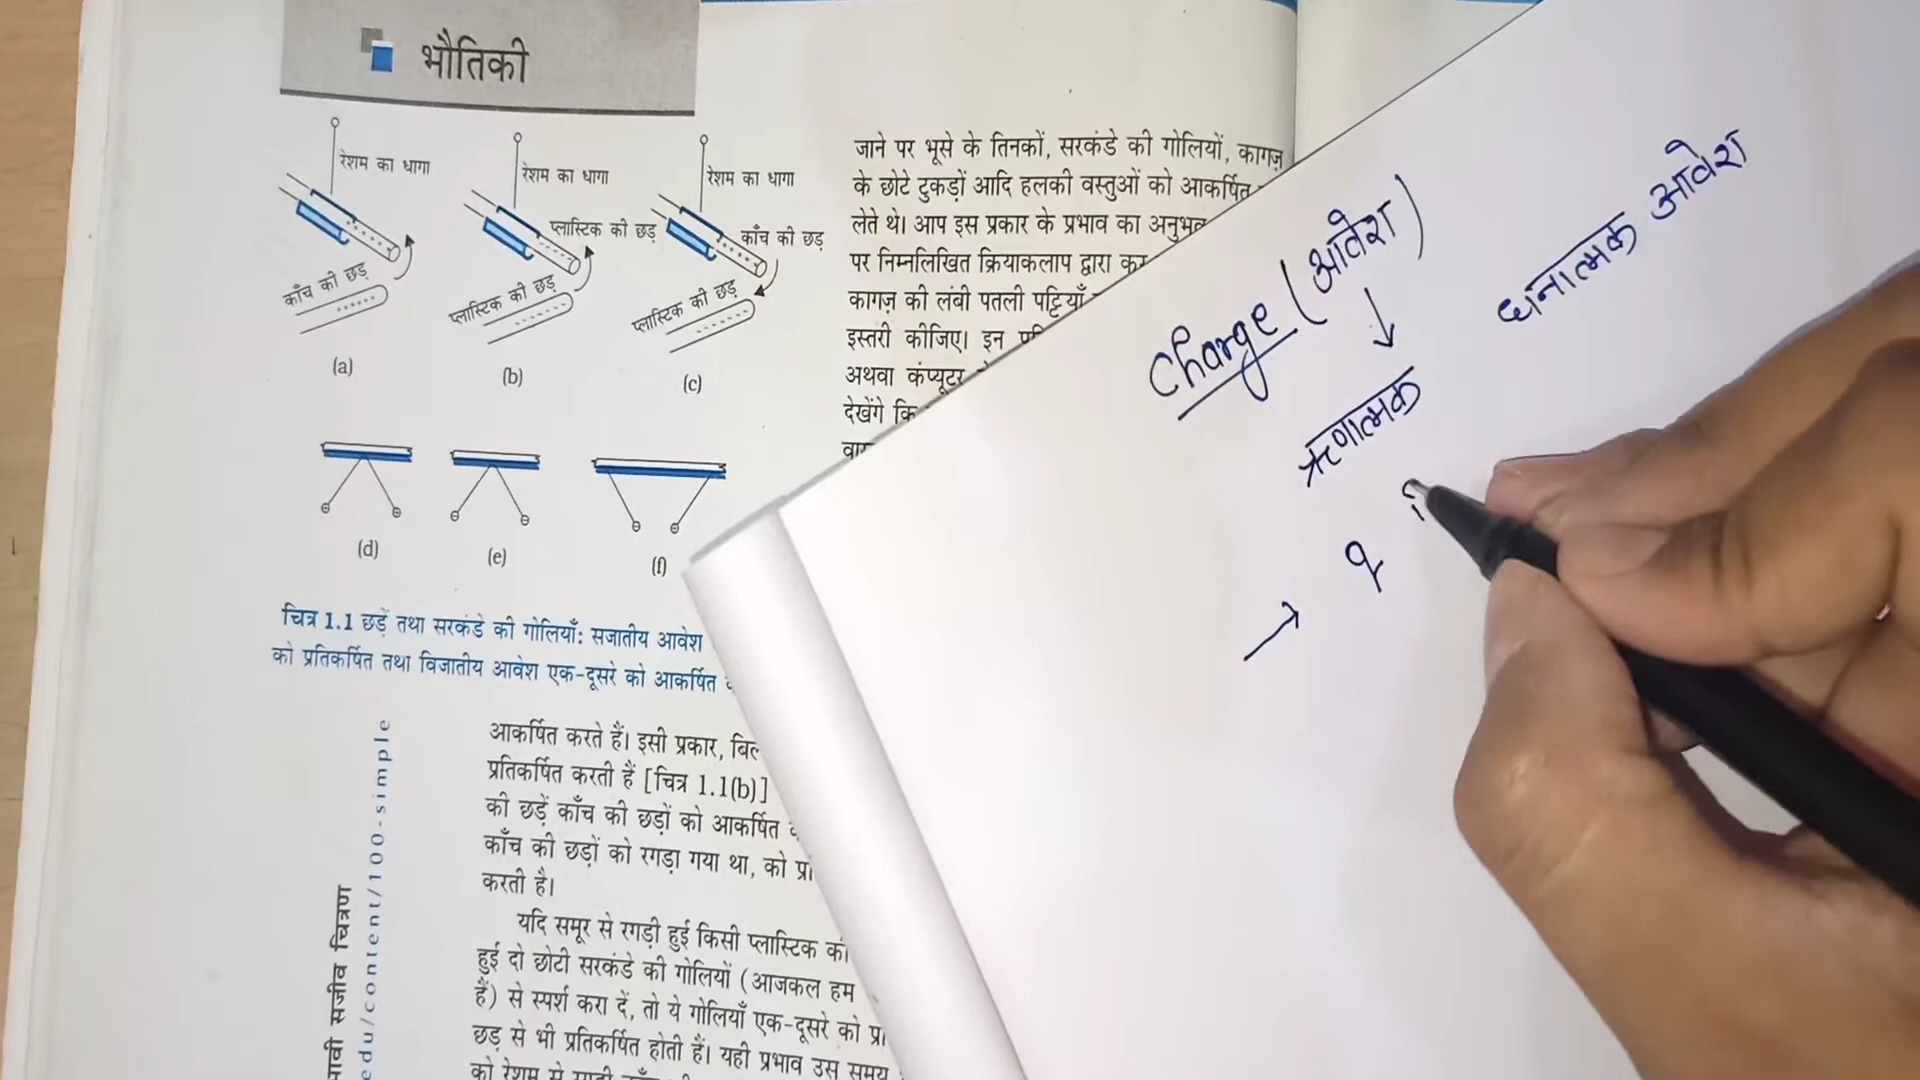 भौतिकी
रेशम का धागा
काँच की छड़
काँच की छड़
(a)
रेशम का धागा
प्लास्टिक की छड़
प्लास्टिक की छड़
(b)
रेशम का धागा
काँच की छड़
प्लास्टिक की छड़
(c)
(d)
(e)
(f)
चित्र 1.1 छड़ें तथा सरकंडे की गोलियाँ: सजातीय आवेश
को प्रतिकर्षित तथा विजातीय आवेश एक-दूसरे को आकर्षित
आकर्षित करते हैं। इसी प्रकार,
प्रतिकर्षित करती हैं [चित्र 1.1(b)]
की छड़ें काँच की छड़ों को आकर्षित
काँच की छड़ों को रगड़ा गया था, को
करती है।
यदि समूर से रगड़ी हुई किसी प्लास्टिक की
हुई दो छोटी सरकंडे की गोलियों (आजकल हम
हैं) से स्पर्श करा दें, तो ये गोलियाँ एक-दूसरे को
छड़ से भी प्रतिकर्षित होती हैं। यही प्रभाव उस समय
जाने पर भूसे के तिनकों, सरकंडे की गोलियों, कागज़
के छोटे टुकड़ों आदि हलकी वस्तुओं को आकर्षित
लेते थे। आप इस प्रकार के प्रभाव का
पर निम्नलिखित क्रियाकलाप द्वारा
कागज़ की लंबी पतली पट्टियाँ
इस्तरी कीजिए। इन
अथवा कंप्यूटर
देखेंगे कि
सजीव चित्रण
edu/content/100-simple
Charge (आवेश)
ऋणात्मक
धनात्मक आवेश
→ q